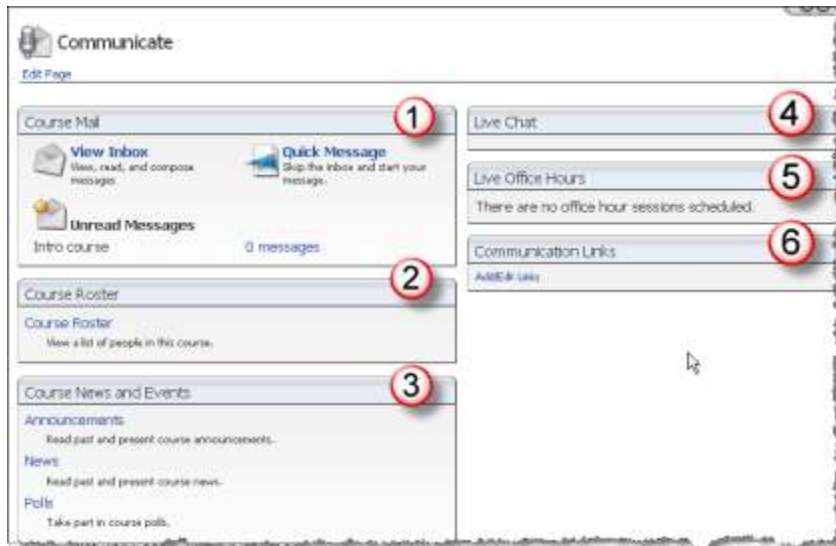 Communicate
Edit Page
Course Mail
1
View Inbox
View, read, and compose
messages
Quick Message
Skip the inbox and start your
message.
Unread Messages
Intro course
0 messages
2
Course Roster
Course Roster
View a list of people in this course.
3
Course News and Events
Announcements
Read past and present course announcements.
News
Read past and present course news.
Polls
Take part in course polls.
Live Chat
4
Live Office Hours
5
There are no office hour sessions scheduled.
6
Communication Links
Add/Edit Links